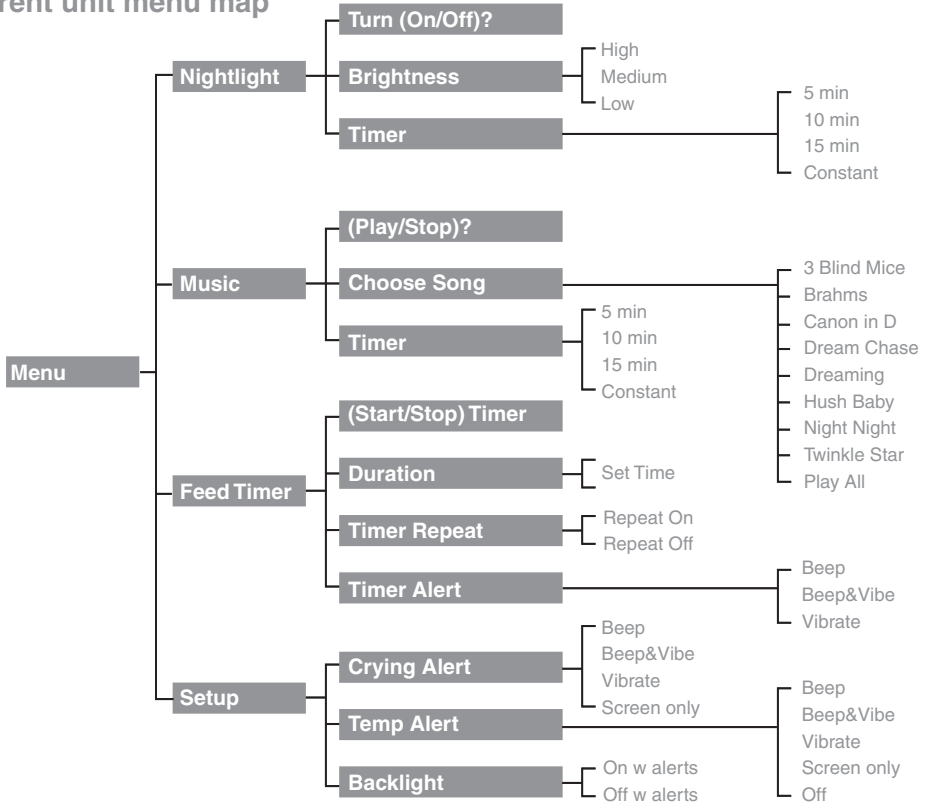 unit menu map
Menu
Nightlight
Turn (On/Off)?
Brightness
High
Medium
Low
Timer
5 min
10 min
15 min
Constant
Music
(Play/Stop)?
Choose Song
3 Blind Mice
Brahms
Canon in D
Dream Chase
Dreaming
Hush Baby
Night Night
Twinkle Star
Play All
Timer
5 min
10 min
15 min
Constant
Feed Timer
(Start/Stop) Timer
Duration
Set Time
Timer Repeat
Repeat On
Repeat Off
Timer Alert
Beep
Beep&Vibe
Vibrate
Setup
Crying Alert
Beep
Beep&Vibe
Vibrate
Screen only
Temp Alert
Beep
Beep&Vibe
Vibrate
Screen only
Off
Backlight
On w alerts
Off w alerts